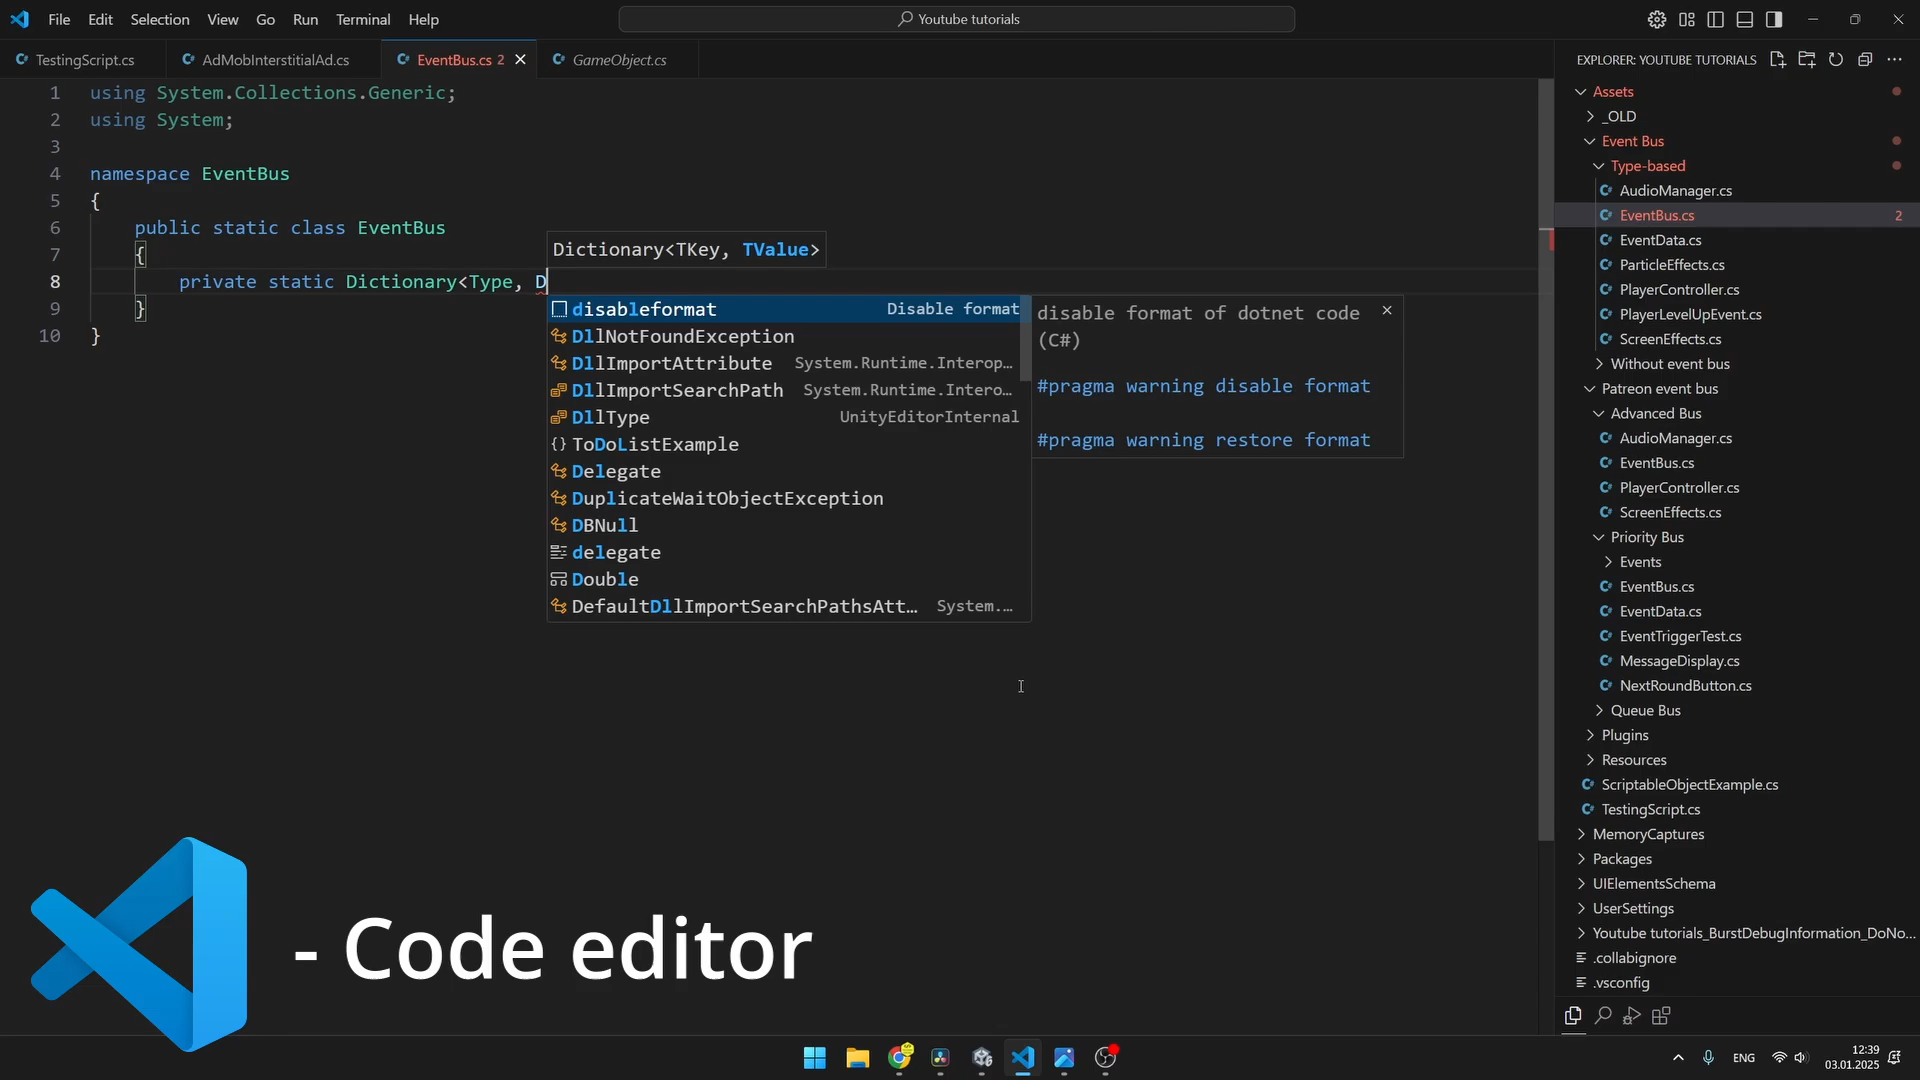 File Edit Selection View Go Run Terminal Help
Youtube tutorials
TestingScript.cs AdMobInterstitialAd.cs EventBus.cs 2 GameObject.cs
1 using System.Collections.Generic;
2 using System;
3
4 namespace EventBus
5 {
6 public static class EventBus
7 {
8 private static Dictionary<Type, D
9 }
10 }
Dictionary<TKey, TValue>
disableformat Disable format
DllNotFoundException
DllImportAttribute System.Runtime.Interop…
DllImportSearchPath System.Runtime.Intero…
DllType UnityEditorInternal
ToDoListExample
Delegate
DuplicateWaitObjectException
DBNull
delegate
Double
DefaultDllImportSearchPathsAtt… System.…
disable format of dotnet code
(C#)
#pragma warning disable format
#pragma warning restore format
EXPLORER: YOUTUBE TUTORIALS
Assets
_OLD
Event Bus
Type-based
AudioManager.cs
EventBus.cs 2
EventData.cs
ParticleEffects.cs
PlayerController.cs
PlayerLevelUpEvent.cs
ScreenEffects.cs
Without event bus
Patreon event bus
Advanced Bus
AudioManager.cs
EventBus.cs
PlayerController.cs
ScreenEffects.cs
Priority Bus
Events
EventBus.cs
EventData.cs
EventTriggerTest.cs
MessageDisplay.cs
NextRoundButton.cs
Queue Bus
Plugins
Resources
ScriptableObjectExample.cs
TestingScript.cs
MemoryCaptures
Packages
UIElementsSchema
UserSettings
Youtube tutorials_BurstDebugInformation_DoNo...
.collabignore
.vsconfig
- Code editor
ENG
12:39
03.01.2025